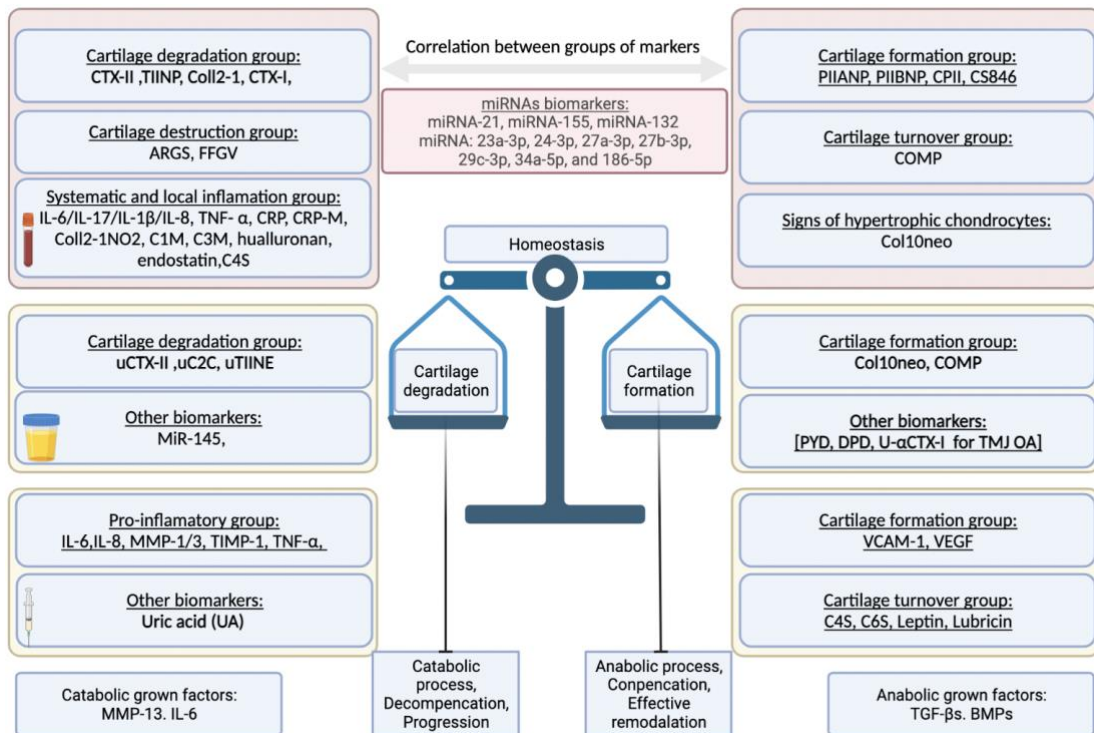 Cartilage degradation group:
CTX-II ,TIINP, Coll2-1, CTX-I,
Cartilage destruction group:
ARGS, FFGV
Systematic and local inflamation group:
IL-6/IL-17/IL-1β/IL-8, TNF- α, CRP, CRP-M,
Coll2-1NO2, C1M, C3M, hualluronan,
endostatin,C4S
Correlation between groups of markers
miRNAs biomarkers:
miRNA-21, miRNA-155, miRNA-132
miRNA: 23a-3p, 24-3p, 27a-3p, 27b-3p,
29c-3p, 34a-5p, and 186-5p
Cartilage formation group:
PIIANP, PIIBNP, CPII, CS846
Cartilage turnover group:
COMP
Signs of hypertrophic chondrocytes:
Col10neo
Homeostasis
Cartilage
degradation
Cartilage
formation
Cartilage degradation group:
uCTX-II ,uC2C, uTIINE
Other biomarkers:
MiR-145,
Cartilage formation group:
Col10neo, COMP
Other biomarkers:
[PYD, DPD, U-αCTX-I  for TMJ OA]
Pro-inflamatory group:
IL-6,IL-8, MMP-1/3, TIMP-1, TNF-α,
Other biomarkers:
Uric acid (UA)
Cartilage formation group:
VCAM-1, VEGF
Cartilage turnover group:
C4S, C6S, Leptin, Lubricin
Catabolic grown factors:
MMP-13. IL-6
Catabolic
process,
Decompencation,
Progression
Anabolic process,
Conpencation,
Effective
remodalation
Anabolic grown factors:
TGF-βs. BMPs